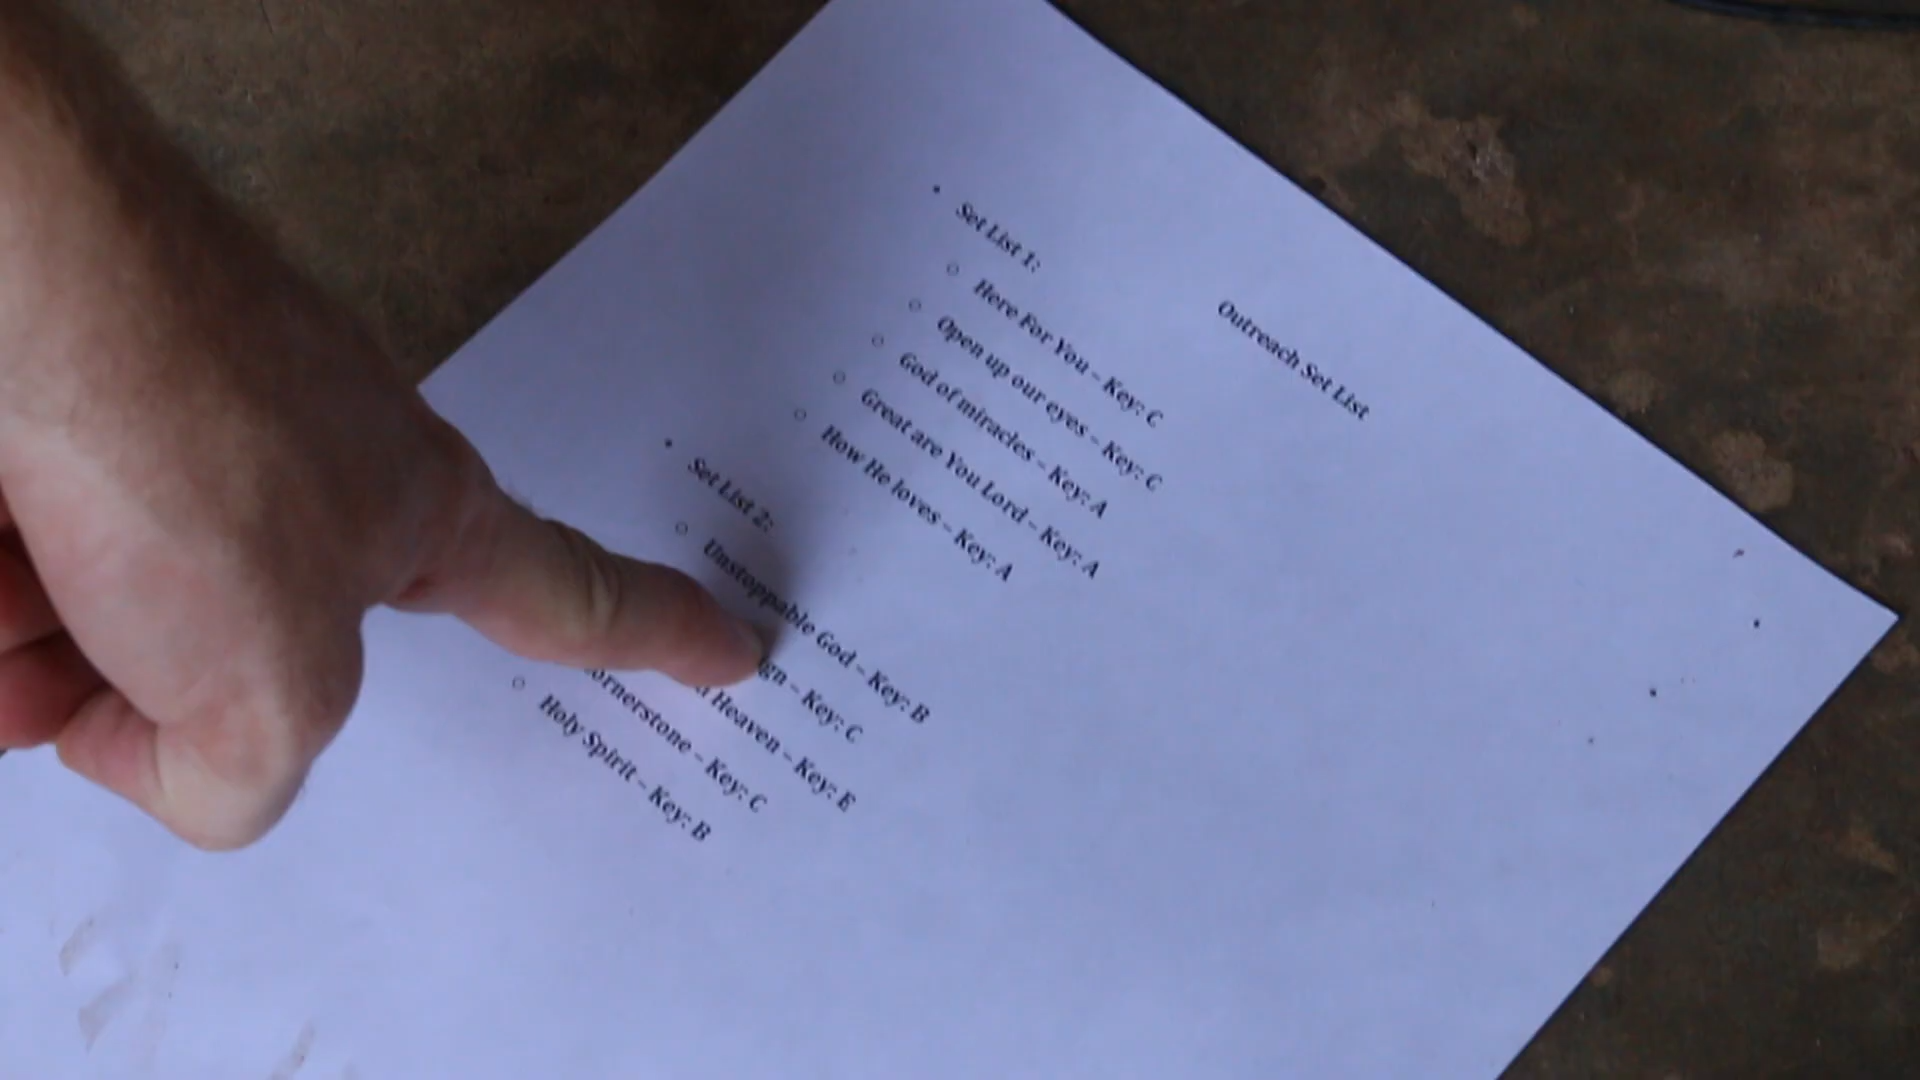 Outreach Set List
Set List 1:
Here For You – Key: C
Open up our eyes – Key: C
God of miracles – Key: A
Great are You Lord – Key: A
How He loves – Key: A
Set List 2:
Unstoppable God – Key: B
– Key: C
Heaven – Key: E
ornerstone – Key: C
Holy Spirit – Key: B